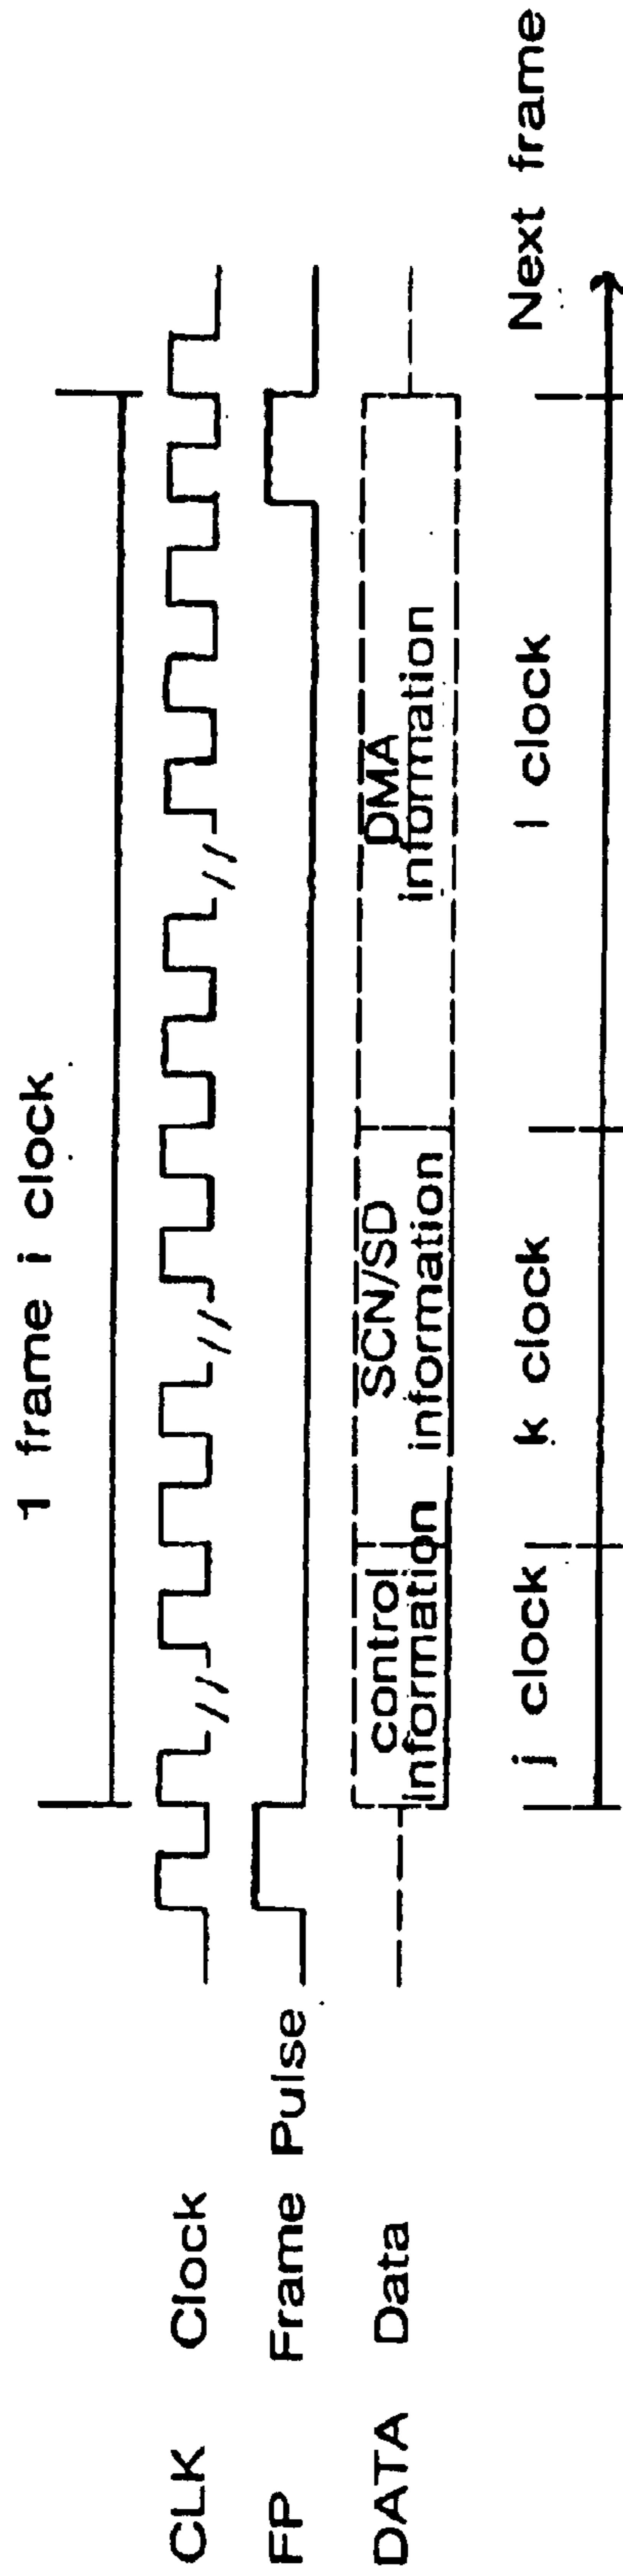 1 frame i clock
CLK Clock
FP Frame Pulse
DATA Data
control
information
SCN/SD
information
DMA
information
j clock
k clock
l clock
Next frame